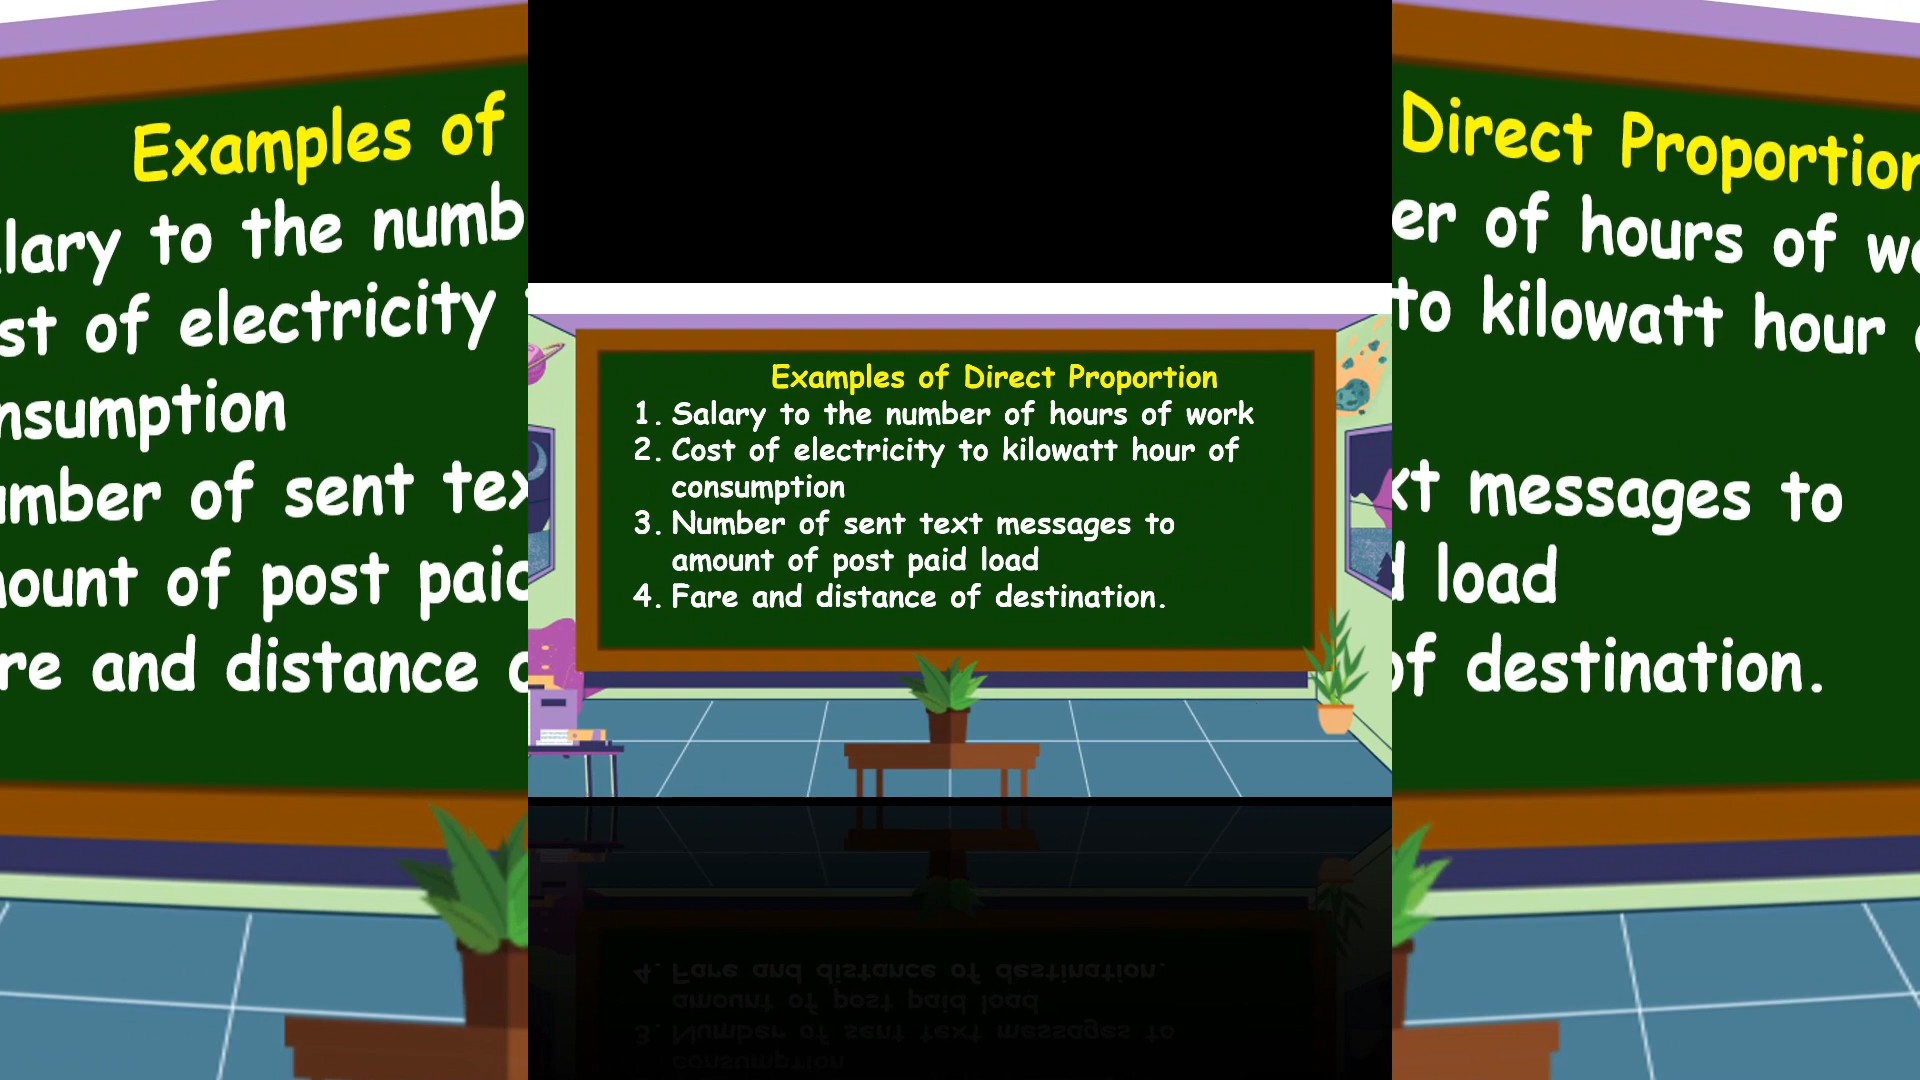 Examples of Direct Proportion
1. Salary to the number of hours of work
2. Cost of electricity to kilowatt hour of
consumption
3. Number of sent text messages to
amount of post paid load
4. Fare and distance of destination.